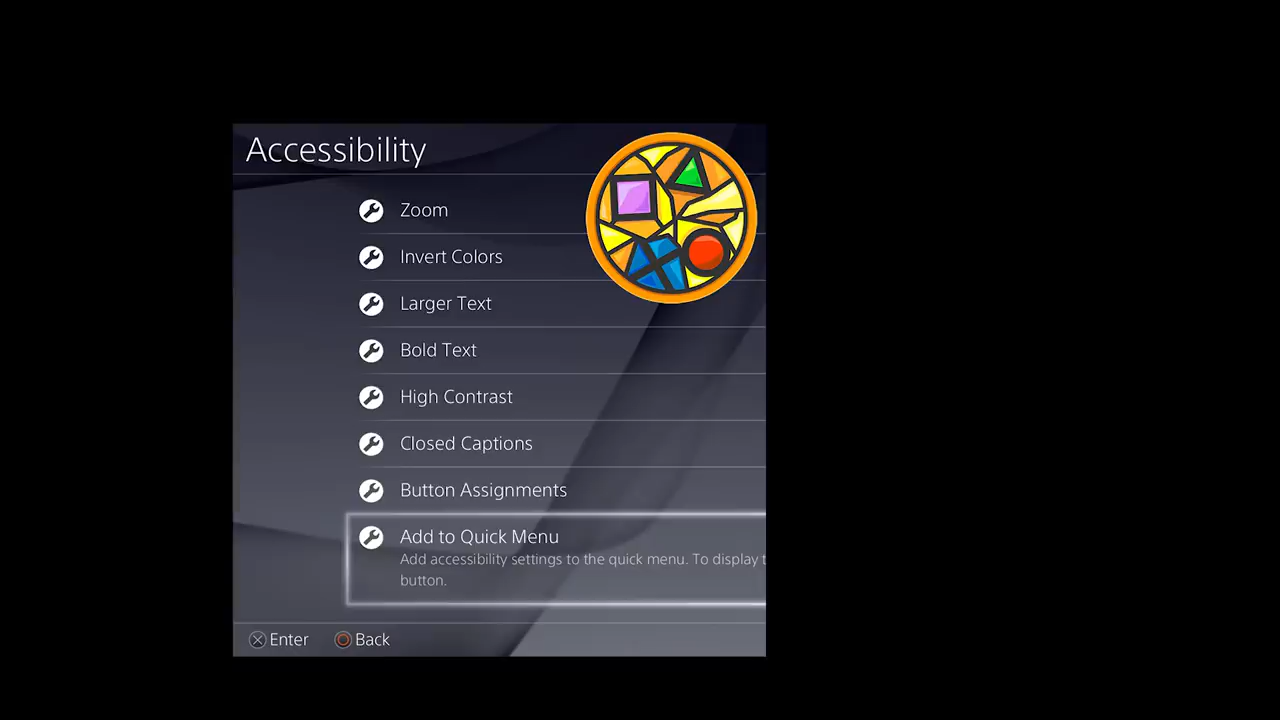 Accessibility
Zoom
Invert Colors
Larger Text
Bold Text
High Contrast
Closed Captions
Button Assignments
Add to Quick Menu
Add accessibility settings to the quick menu. To display t
button.
Enter Back